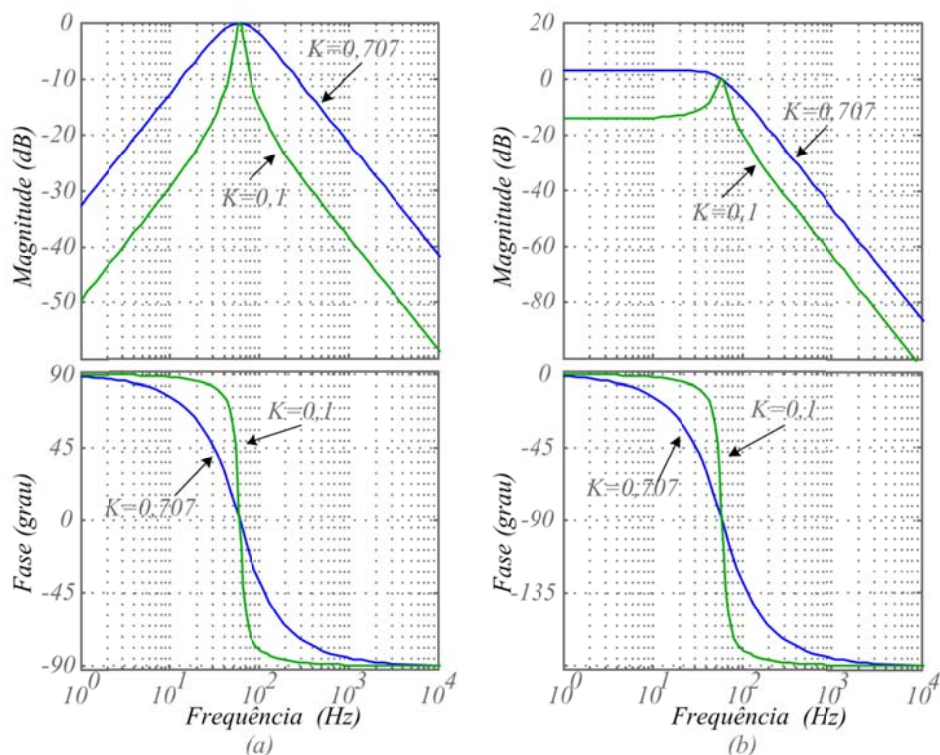 0
-10
-20
-30
-40
-50
Magnitude (dB)
K=0,707
K=0,1
90
45
0
-45
-90
Fase (grau)
K=0,1
K=0,707
10^0 10^1 10^2 10^3 10^4
Frequência (Hz)
(a)
20
0
-20
-40
-60
-80
Magnitude (dB)
K=0,707
K=0,1
0
-45
-90
-135
Fase (grau)
K=0,1
K=0,707
10^0 10^1 10^2 10^3 10^4
Frequência (Hz)
(b)